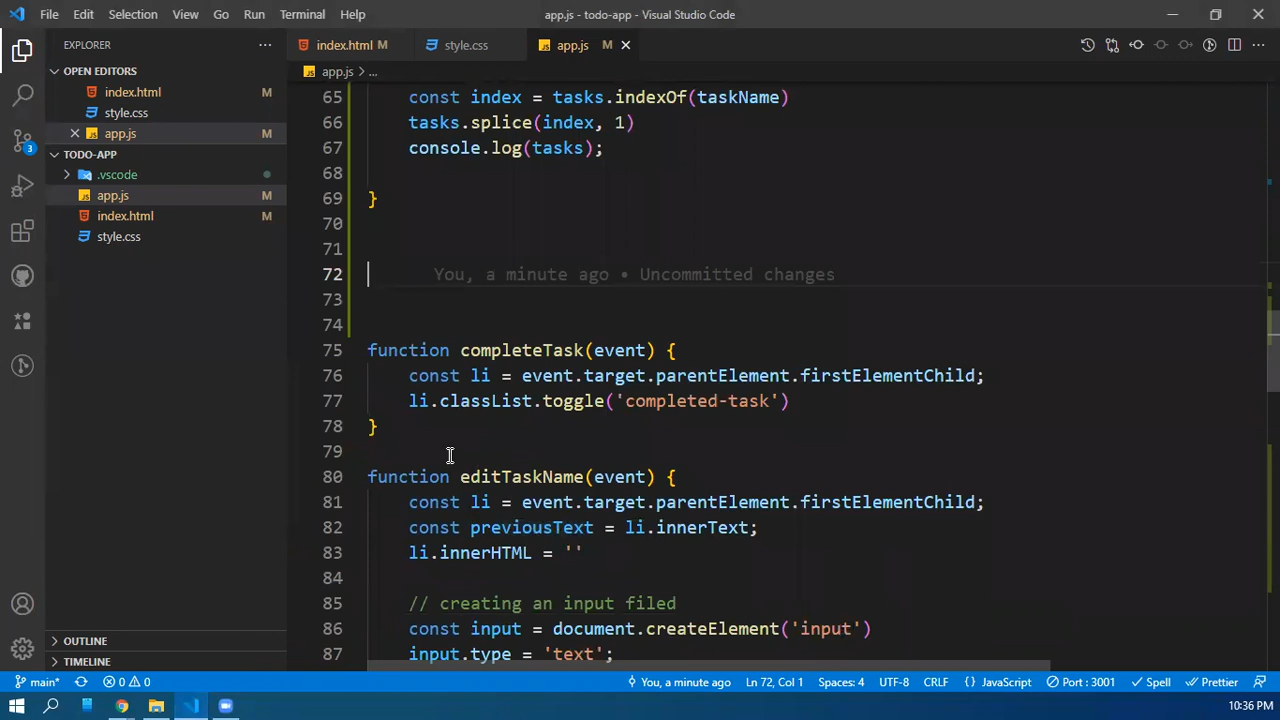 File Edit Selection View Go Run Terminal Help
app.js - todo-app - Visual Studio Code
EXPLORER
OPEN EDITORS
index.html M
style.css
app.js M
TODO-APP
.vscode
app.js M
index.html M
style.css
OUTLINE
TIMELINE
3
index.html M style.css app.js M
app.js > ...
65 const index = tasks.indexOf(taskName)
66 tasks.splice(index, 1)
67 console.log(tasks);
68
69 }
70
71
72 You, a minute ago • Uncommitted changes
73
74
75 function completeTask(event) {
76 const li = event.target.parentElement.firstElementChild;
77 li.classList.toggle('completed-task')
78 }
79
80 function editTaskName(event) {
81 const li = event.target.parentElement.firstElementChild;
82 const previousText = li.innerText;
83 li.innerHTML = ''
84
85 // creating an input filed
86 const input = document.createElement('input')
87 input.type = 'text';
main* 0 0 You, a minute ago Ln 72, Col 1 Spaces: 4 UTF-8 CRLF {} JavaScript Port : 3001 Spell Prettier
10:36 PM